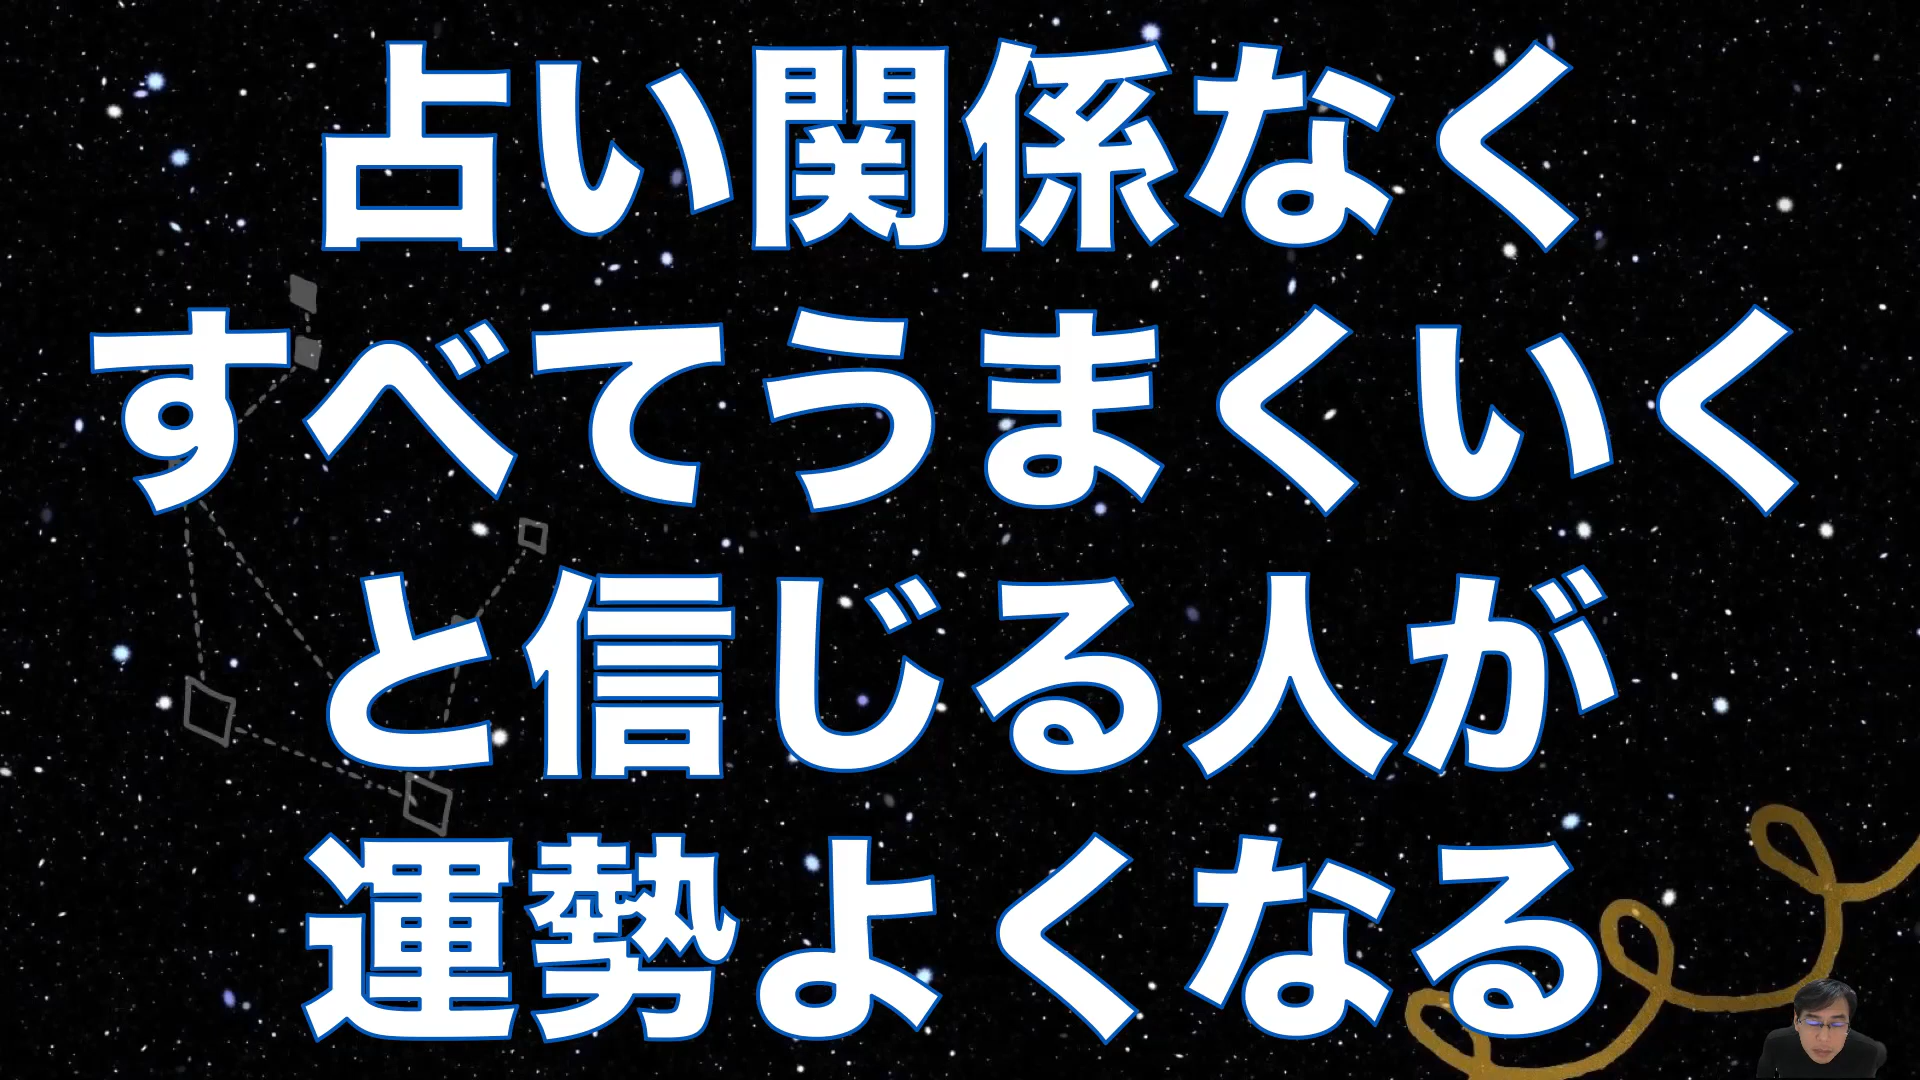 占い関係なく
すべてうまくいく
と信じる人が
運勢よくなる